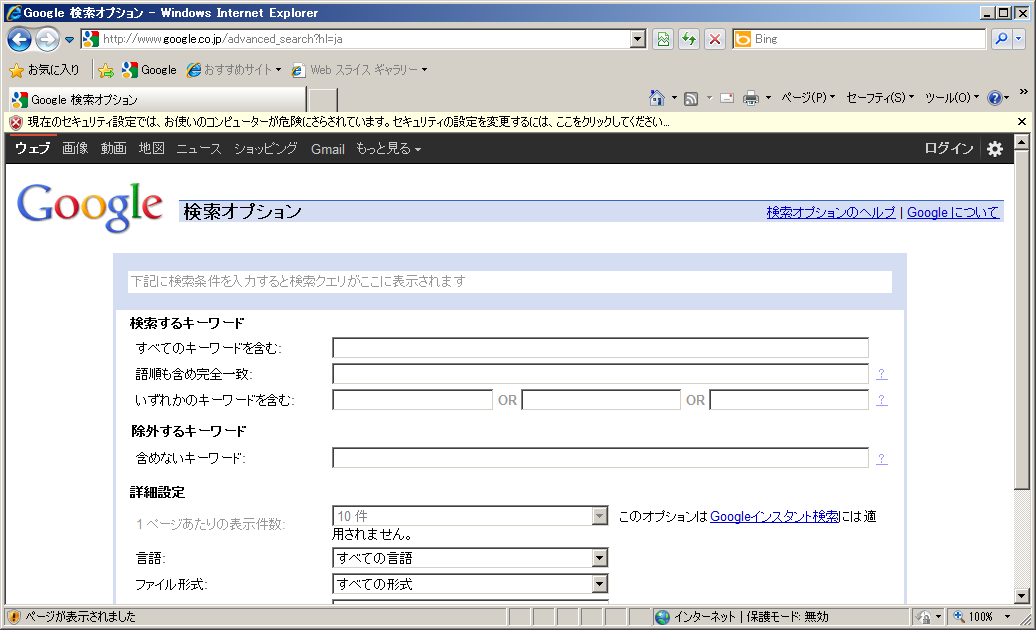 Google 検索オプション - Windows Internet Explorer
http://www.google.co.jp/advanced_search?hl=ja
Bing
お気に入り Google おすすめサイト Web スライス ギャラリー
Google 検索オプション ページ(P) セーフティ(S) ツール(O) »
現在のセキュリティ設定では、お使いのコンピューターが危険にさらされています。セキュリティの設定を変更するには、ここをクリックしてください...
ウェブ 画像 動画 地図 ニュース ショッピング Gmail もっと見る ログイン
Google 検索オプション 検索オプションのヘルプ | Google について
下記に検索条件を入力すると検索クエリがここに表示されます
検索するキーワード
すべてのキーワードを含む:
語順も含め完全一致: ?
いずれかのキーワードを含む: OR OR ?
除外するキーワード
含めないキーワード: ?
詳細設定
1 ページあたりの表示件数: 10 件 このオプションは Googleインスタント検索には適
用されません。
言語: すべての言語
ファイル形式: すべての形式
ページが表示されました インターネット | 保護モード: 無効 100%